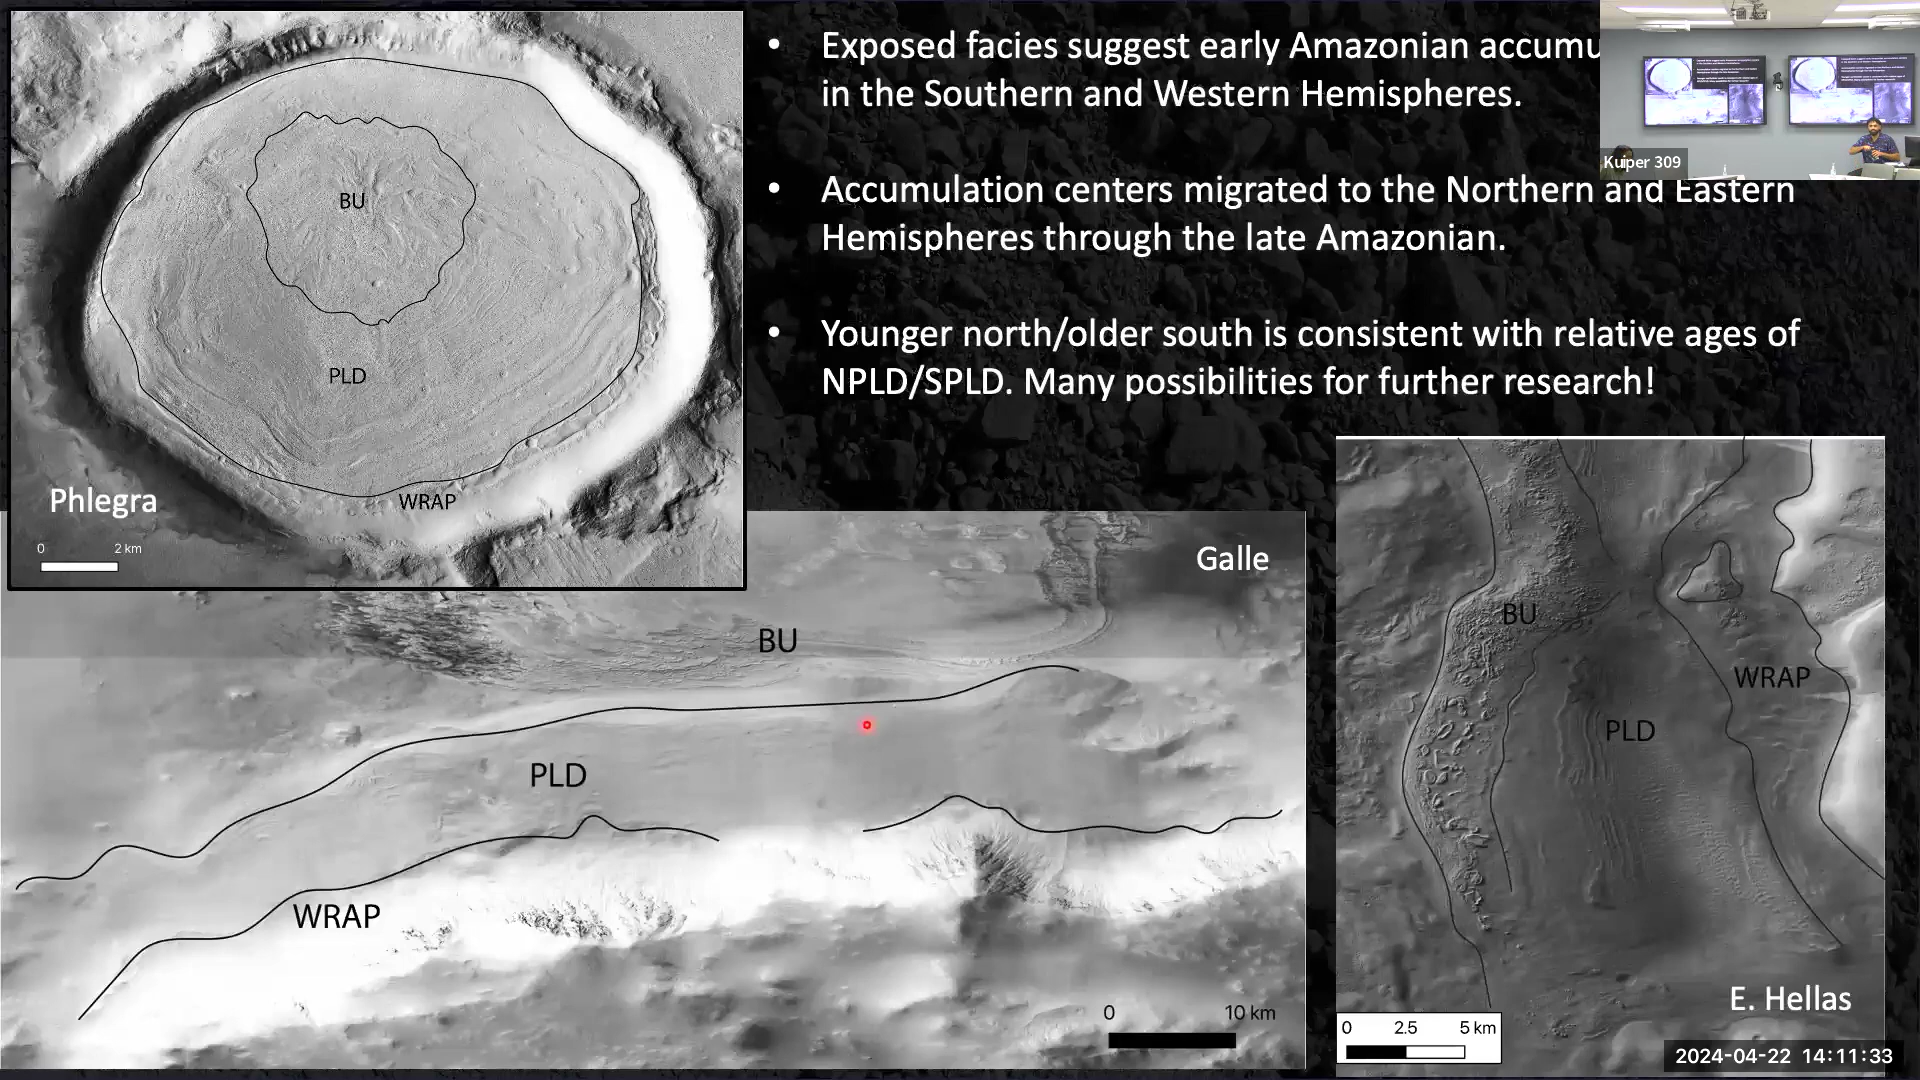 Exposed facies suggest early Amazonian accumu
in the Southern and Western Hemispheres.
Accumulation centers migrated to the Northern and Eastern
Hemispheres through the late Amazonian.
Younger north/older south is consistent with relative ages of
NPLD/SPLD. Many possibilities for further research!
Kuiper 309
BU
PLD
WRAP
Phlegra
0 2 km
Galle
BU
PLD
WRAP
0 10 km
BU
WRAP
PLD
E. Hellas
0 2.5 5 km
2024-04-22 14:11:33